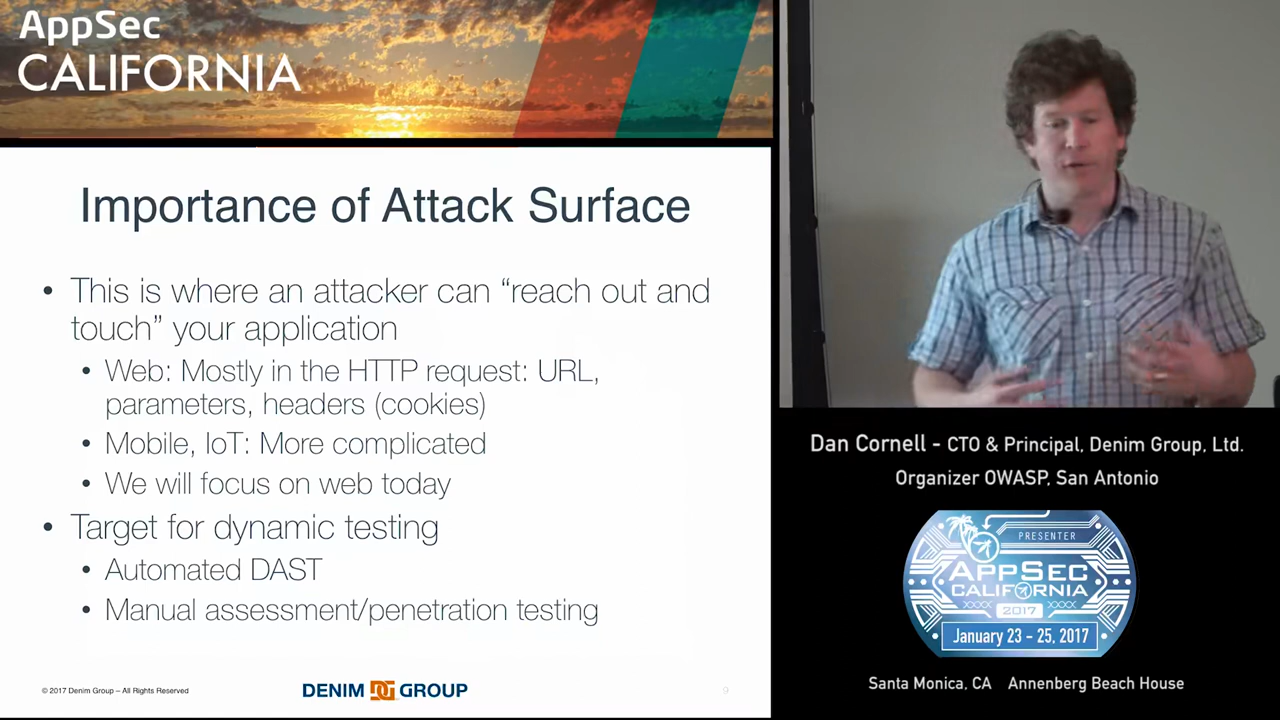 AppSec
CALIFORNIA
Importance of Attack Surface
• This is where an attacker can “reach out and
touch” your application
• Web: Mostly in the HTTP request: URL,
parameters, headers (cookies)
• Mobile, IoT: More complicated
• We will focus on web today
• Target for dynamic testing
• Automated DAST
• Manual assessment/penetration testing
© 2017 Denim Group – All Rights Reserved
DENIM DG GROUP
9
Dan Cornell - CTO & Principal, Denim Group, Ltd.
Organizer OWASP, San Antonio
PRESENTER
APPSEC
CALIFORNIA
2017
January 23 - 25, 2017
Santa Monica, CA Annenberg Beach House